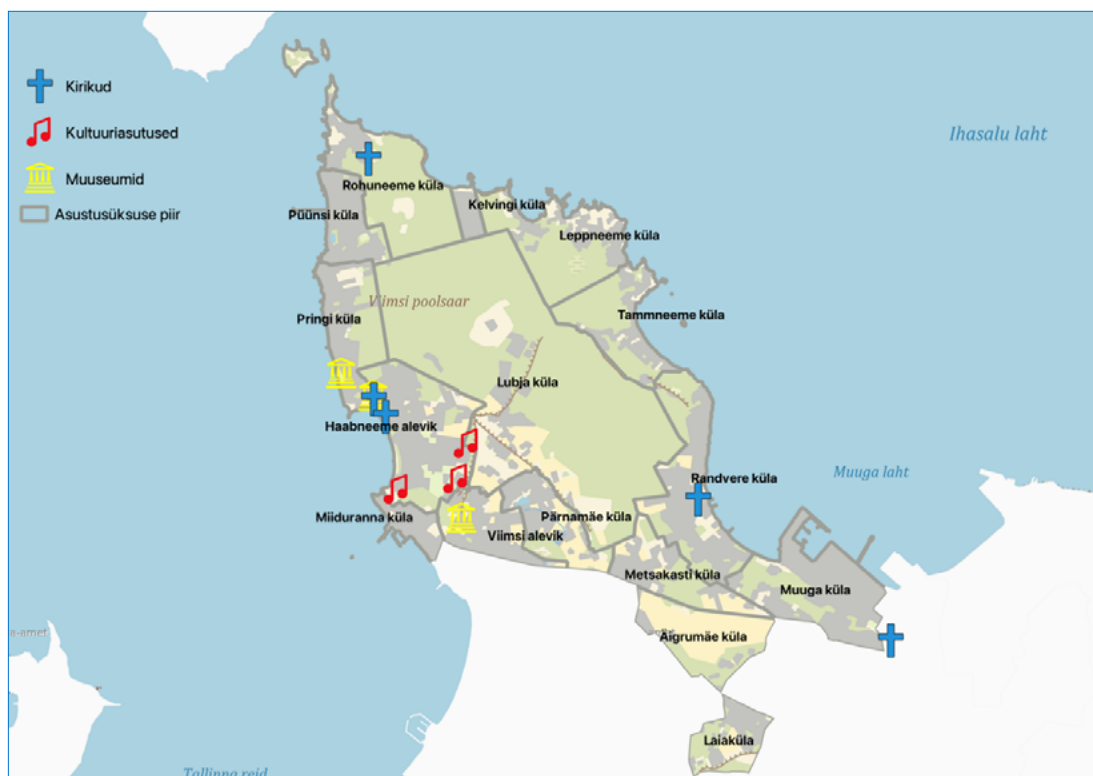 Kirikud
Kultuuriasutused
Muuseumid
Asustusüksuse piir
Ihasalu laht
Rohuneeme küla
Kelvingi küla
Püünsi küla
Leppneeme küla
Viimsi poolsaar
Tammneeme küla
Pringi küla
Lubja küla
Haabneeme alevik
Muuga laht
Randvere küla
Miiduranna küla
Pärnamäe küla
Viimsi alevik
Metsakasti küla
Muuga küla
Äigrumäe küla
Laiaküla
Tallinna reid